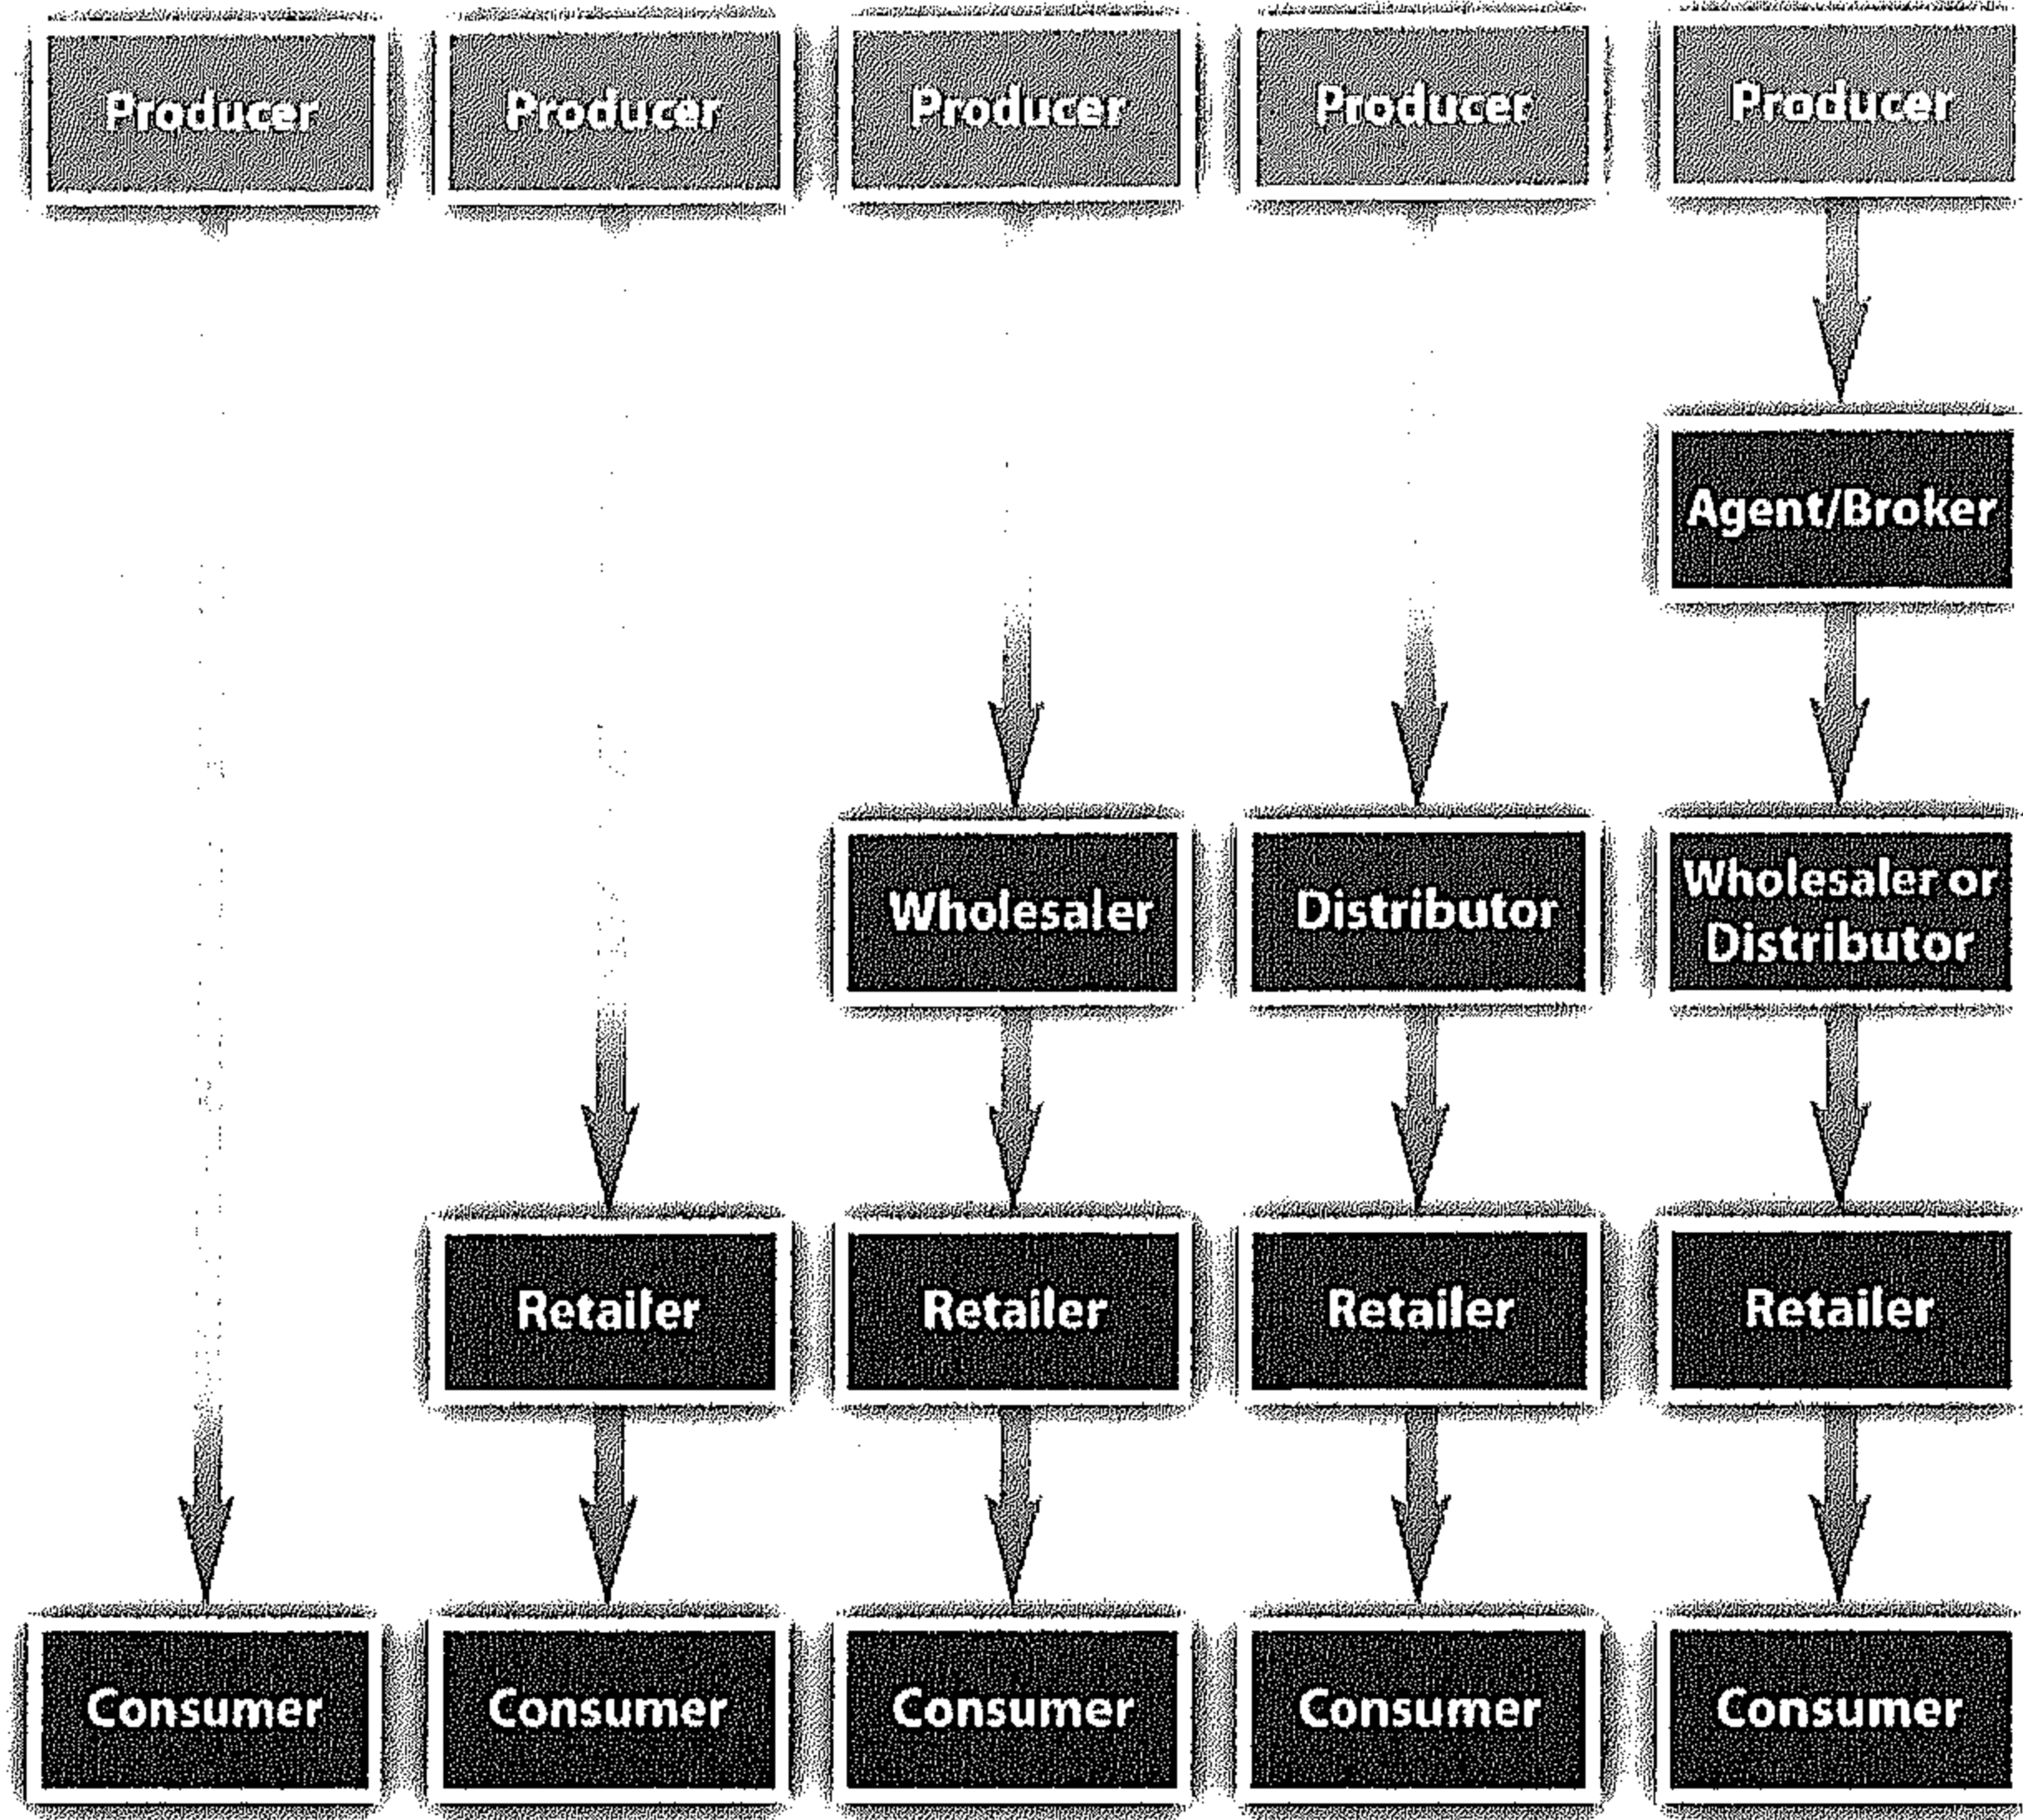 Producer
Producer
Producer
Producer
Producer
Agent/Broker
Wholesaler
Distributor
Wholesaler or
Distributor
Retailer
Retailer
Retailer
Retailer
Consumer
Consumer
Consumer
Consumer
Consumer